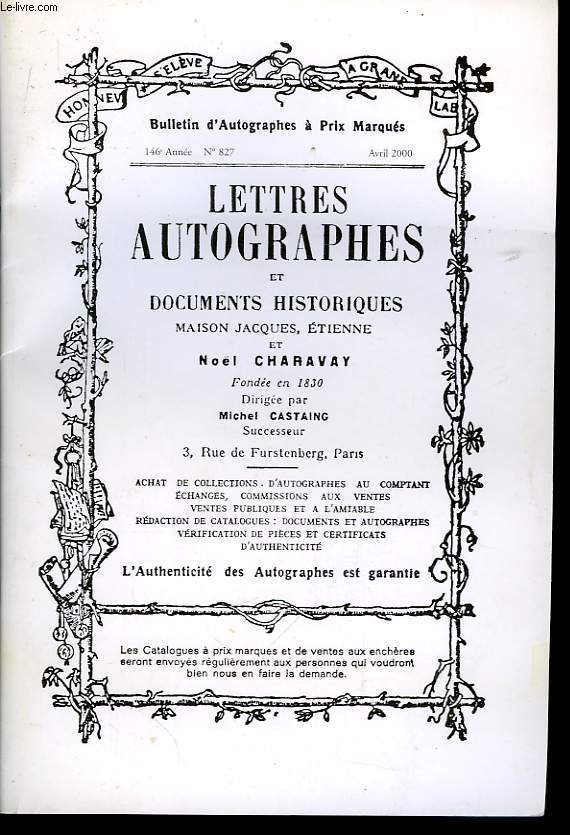 Le-livre.com
HONNEV S'ELEVE A GRAND LABEV
Bulletin d'Autographes à Prix Marqués
146e Année N° 827 Avril 2000
LETTRES
AUTOGRAPHES
ET
DOCUMENTS HISTORIQUES
MAISON JACQUES, ÉTIENNE
ET
Noël CHARAVAY
Fondée en 1830
Dirigée par
Michel CASTAING
Successeur
3, Rue de Furstenberg, Paris
ACHAT DE COLLECTIONS . D'AUTOGRAPHES AU COMPTANT
ÉCHANGES, COMMISSIONS AUX VENTES
VENTES PUBLIQUES ET A L'AMIABLE
RÉDACTION DE CATALOGUES : DOCUMENTS ET AUTOGRAPHES
VÉRIFICATION DE PIÈCES ET CERTIFICATS
D'AUTHENTICITÉ
L'Authenticité des Autographes est garantie
Les Catalogues à prix marques et de ventes aux enchères
seront envoyés régulièrement aux personnes qui voudront
bien nous en faire la demande.